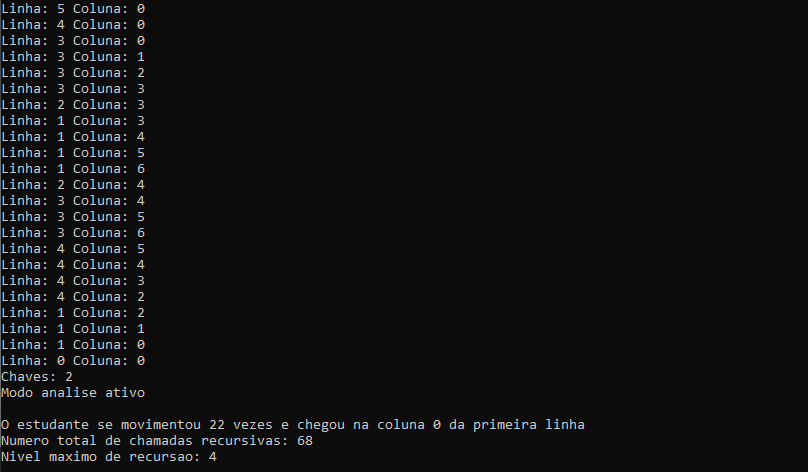 Linha: 5 Coluna: 0
Linha: 4 Coluna: 0
Linha: 3 Coluna: 0
Linha: 3 Coluna: 1
Linha: 3 Coluna: 2
Linha: 3 Coluna: 3
Linha: 2 Coluna: 3
Linha: 1 Coluna: 3
Linha: 1 Coluna: 4
Linha: 1 Coluna: 5
Linha: 1 Coluna: 6
Linha: 2 Coluna: 4
Linha: 3 Coluna: 4
Linha: 3 Coluna: 5
Linha: 3 Coluna: 6
Linha: 4 Coluna: 5
Linha: 4 Coluna: 4
Linha: 4 Coluna: 3
Linha: 4 Coluna: 2
Linha: 1 Coluna: 2
Linha: 1 Coluna: 1
Linha: 1 Coluna: 0
Linha: 0 Coluna: 0
Chaves: 2
Modo analise ativo
O estudante se movimentou 22 vezes e chegou na coluna 0 da primeira linha
Numero total de chamadas recursivas: 68
Nivel maximo de recursao: 4